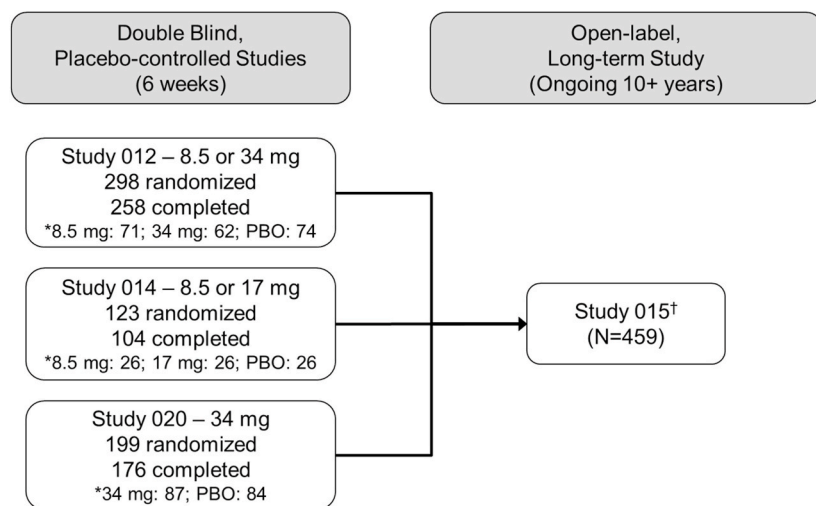 Double Blind,
Placebo-controlled Studies
(6 weeks)
Open-label,
Long-term Study
(Ongoing 10+ years)
Study 012 – 8.5 or 34 mg
298 randomized
258 completed
*8.5 mg: 71; 34 mg: 62; PBO: 74
Study 014 – 8.5 or 17 mg
123 randomized
104 completed
*8.5 mg: 26; 17 mg: 26; PBO: 26
Study 015†
(N=459)
Study 020 – 34 mg
199 randomized
176 completed
*34 mg: 87; PBO: 84